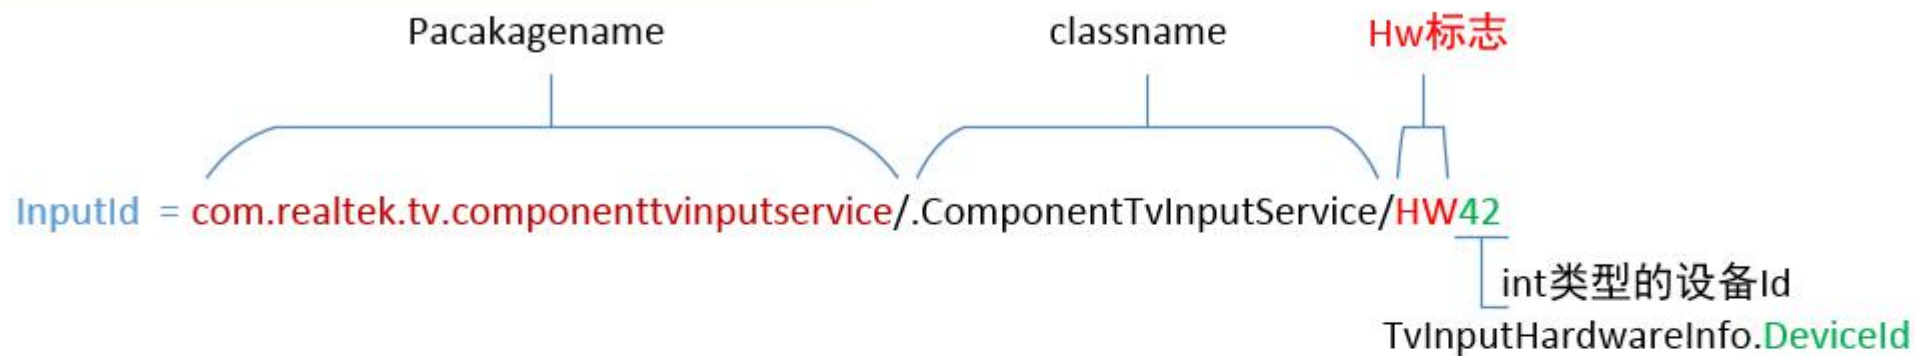 Pacakagename classname Hw标志
InputId = com.realtek.tv.componenttvinputservice/.ComponentTvInputService/HW42
int类型的设备Id
TvInputHardwareInfo.DeviceId